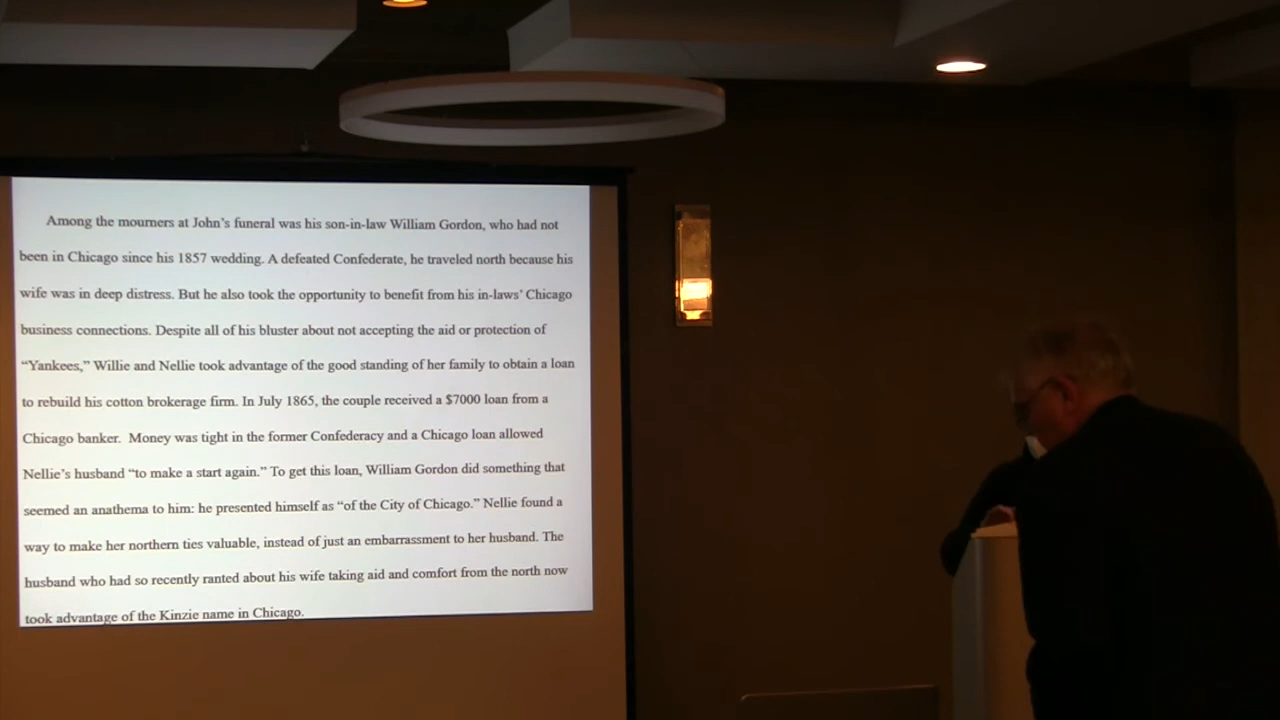 Among the mourners at John's funeral was his son-in-law William Gordon, who had not
been in Chicago since his 1857 wedding. A defeated Confederate, he traveled north because his
wife was in deep distress. But he also took the opportunity to benefit from his in-laws' Chicago
business connections. Despite all of his bluster about not accepting the aid or protection of
“Yankees,” Willie and Nellie took advantage of the good standing of her family to obtain a loan
to rebuild his cotton brokerage firm. In July 1865, the couple received a $7000 loan from a
Chicago banker.  Money was tight in the former Confederacy and a Chicago loan allowed
Nellie's husband “to make a start again.” To get this loan, William Gordon did something that
seemed an anathema to him: he presented himself as “of the City of Chicago.” Nellie found a
way to make her northern ties valuable, instead of just an embarrassment to her husband. The
husband who had so recently ranted about his wife taking aid and comfort from the north now
took advantage of the Kinzie name in Chicago.